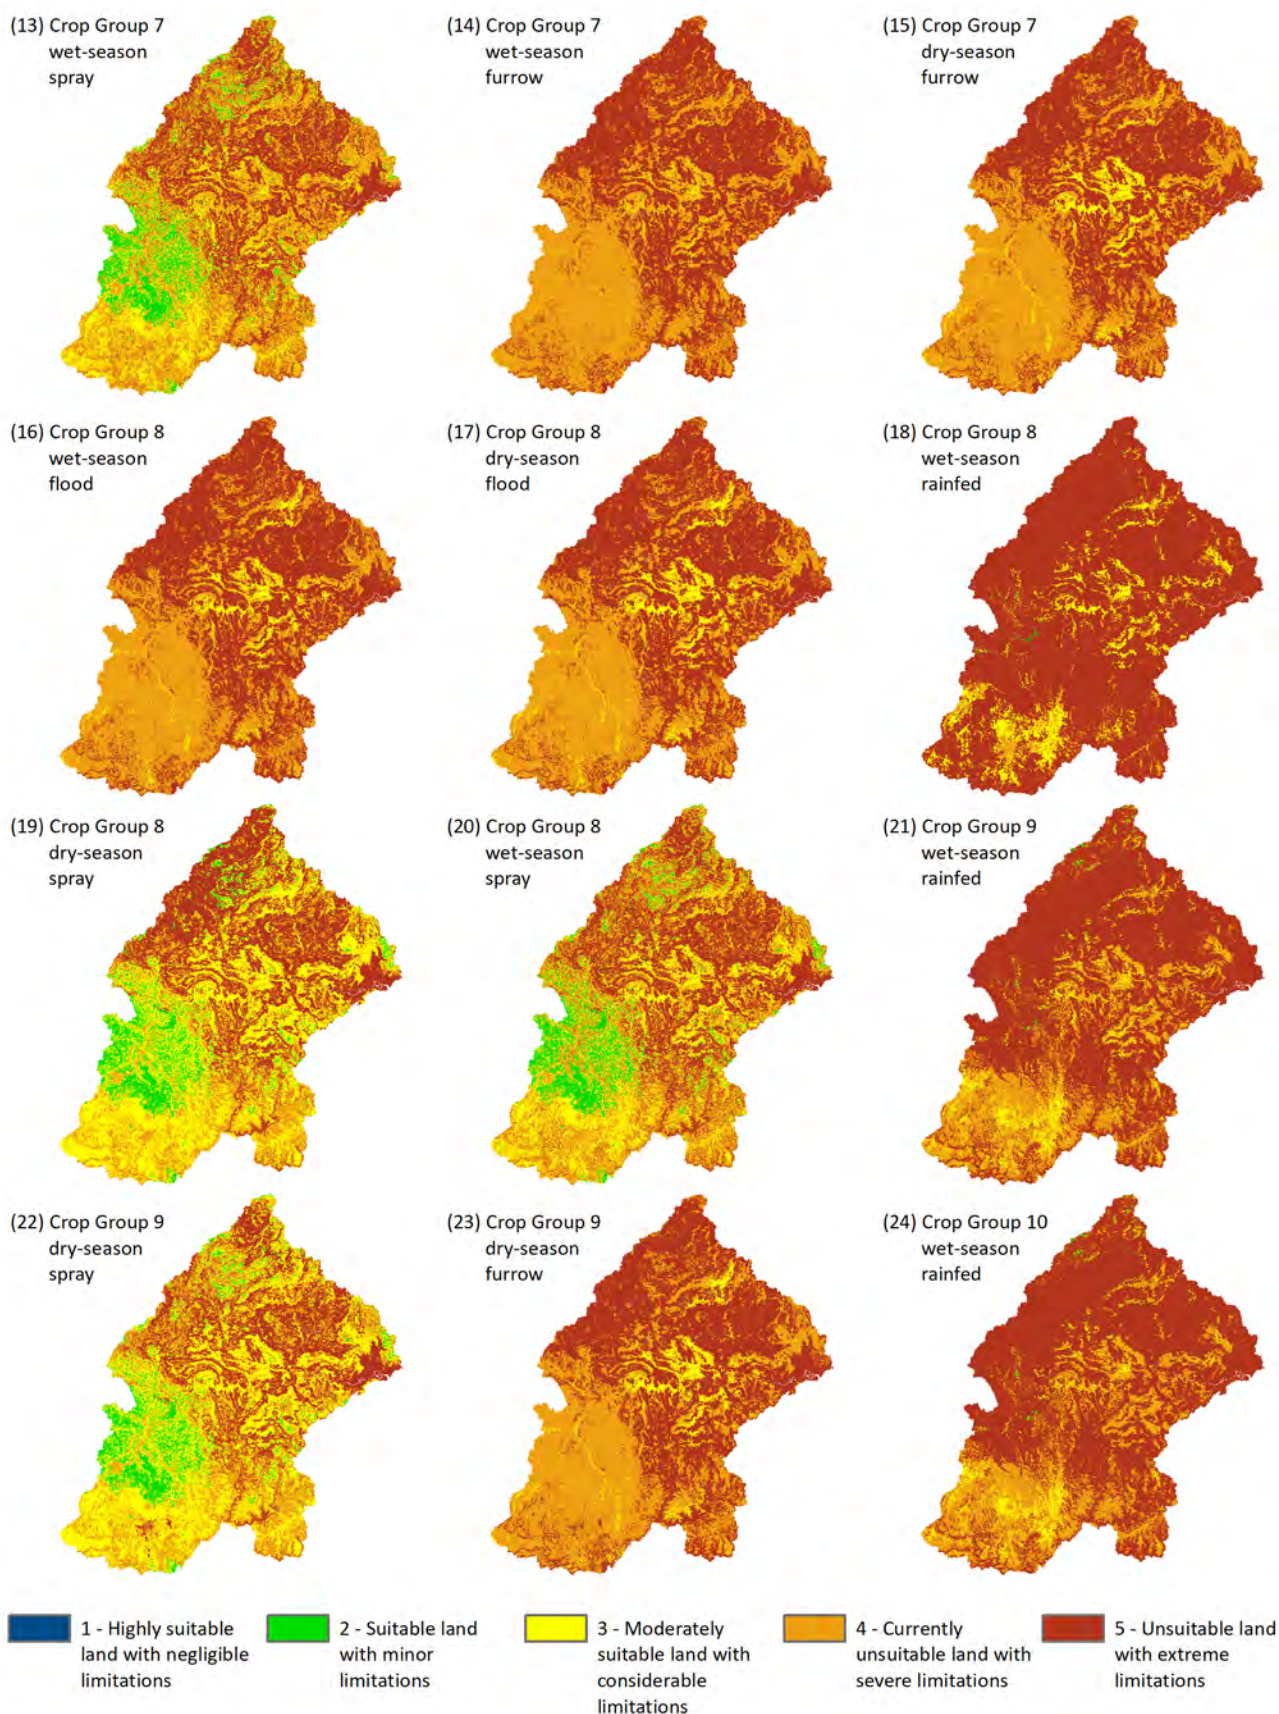 (13) Crop Group 7
wet-season
spray
(14) Crop Group 7
wet-season
furrow
(15) Crop Group 7
dry-season
furrow
(16) Crop Group 8
wet-season
flood
(17) Crop Group 8
dry-season
flood
(18) Crop Group 8
wet-season
rainfed
(19) Crop Group 8
dry-season
spray
(20) Crop Group 8
wet-season
spray
(21) Crop Group 9
wet-season
rainfed
(22) Crop Group 9
dry-season
spray
(23) Crop Group 9
dry-season
furrow
(24) Crop Group 10
wet-season
rainfed
1 - Highly suitable
land with negligible
limitations
2 - Suitable land
with minor
limitations
3 - Moderately
suitable land with
considerable
limitations
4 - Currently
unsuitable land with
severe limitations
5 - Unsuitable land
with extreme
limitations